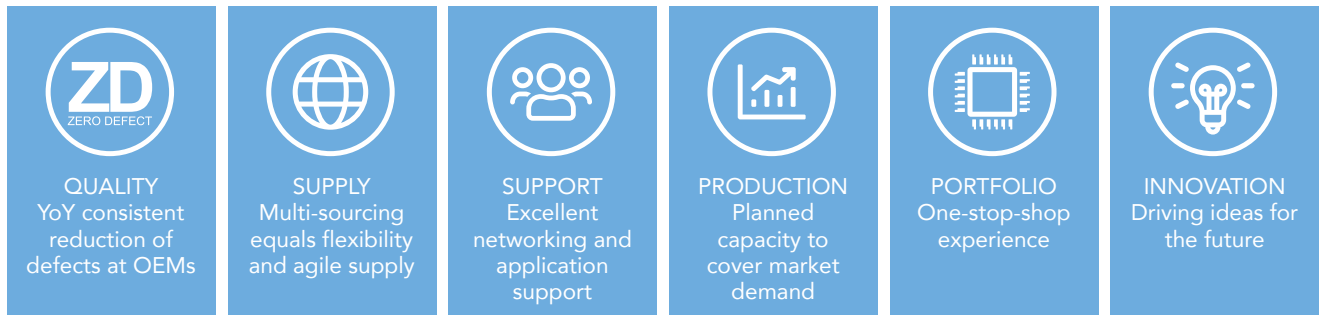 ZD
ZERO DEFECT
QUALITY
YoY consistent
reduction of
defects at OEMs
SUPPLY
Multi-sourcing
equals flexibility
and agile supply
SUPPORT
Excellent
networking and
application
support
PRODUCTION
Planned
capacity to
cover market
demand
PORTFOLIO
One-stop-shop
experience
INNOVATION
Driving ideas for
the future